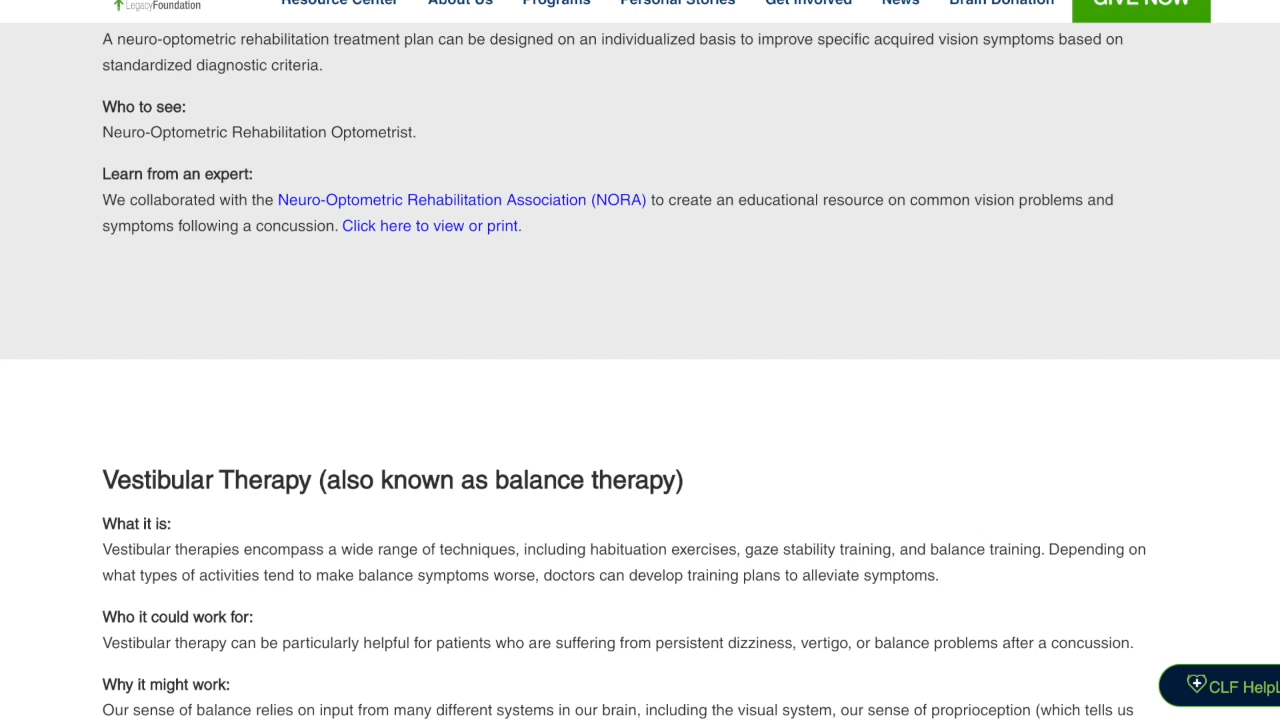 LegacyFoundation
Resource Center About Us Programs Personal Stories Get Involved News Brain Donation GIVE NOW
A neuro-optometric rehabilitation treatment plan can be designed on an individualized basis to improve specific acquired vision symptoms based on
standardized diagnostic criteria.
Who to see:
Neuro-Optometric Rehabilitation Optometrist.
Learn from an expert:
We collaborated with the Neuro-Optometric Rehabilitation Association (NORA) to create an educational resource on common vision problems and
symptoms following a concussion. Click here to view or print.
Vestibular Therapy (also known as balance therapy)
What it is:
Vestibular therapies encompass a wide range of techniques, including habituation exercises, gaze stability training, and balance training. Depending on
what types of activities tend to make balance symptoms worse, doctors can develop training plans to alleviate symptoms.
Who it could work for:
Vestibular therapy can be particularly helpful for patients who are suffering from persistent dizziness, vertigo, or balance problems after a concussion.
Why it might work:
CLF HelpL
Our sense of balance relies on input from many different systems in our brain, including the visual system, our sense of proprioception (which tells us